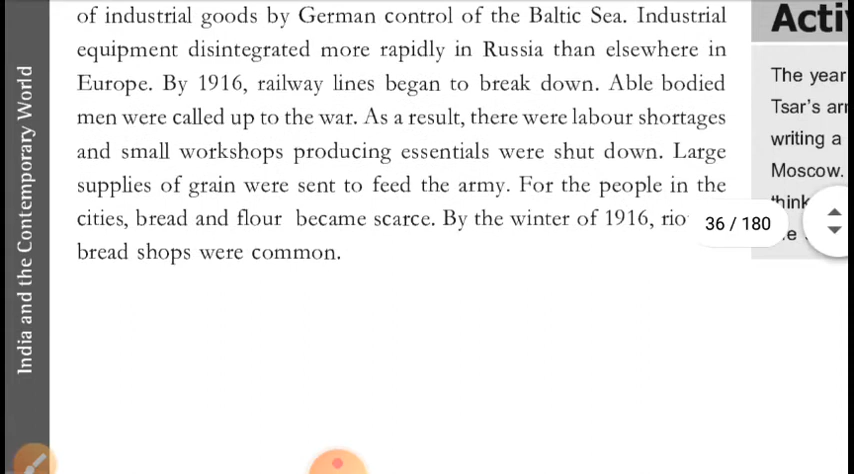 of industrial goods by German control of the Baltic Sea. Industrial
equipment disintegrated more rapidly in Russia than elsewhere in
Europe. By 1916, railway lines began to break down. Able bodied
men were called up to the war. As a result, there were labour shortages
and small workshops producing essentials were shut down. Large
supplies of grain were sent to feed the army. For the people in the
cities, bread and flour became scarce. By the winter of 1916,
bread shops were common.
India and the Contemporary World
The year
Tsar's
writing a
Moscow.
36 / 180